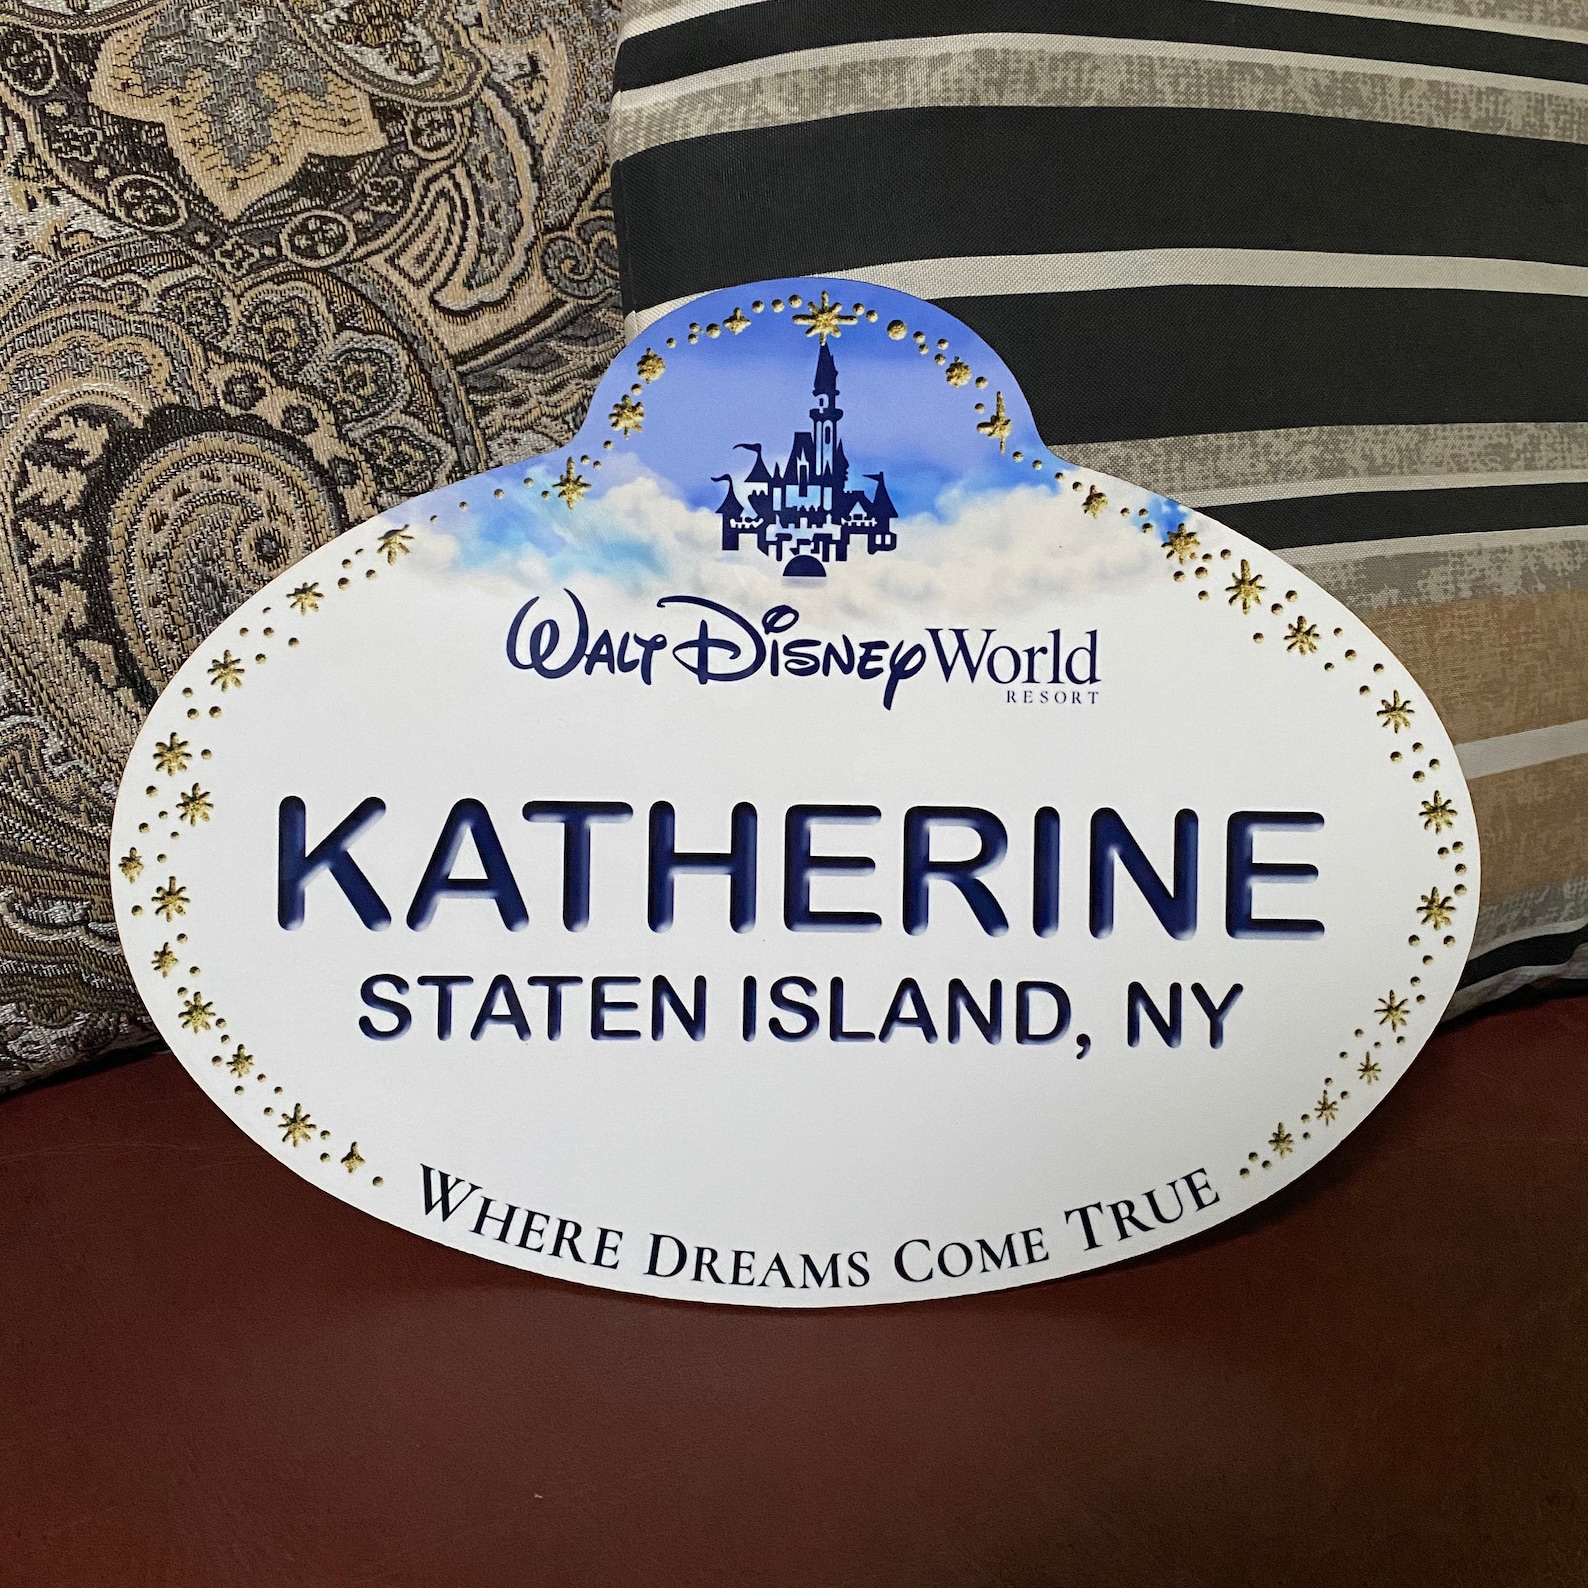 WALT DISNEY World
RESORT
KATHERINE
STATEN ISLAND, NY
WHERE DREAMS COME TRUE